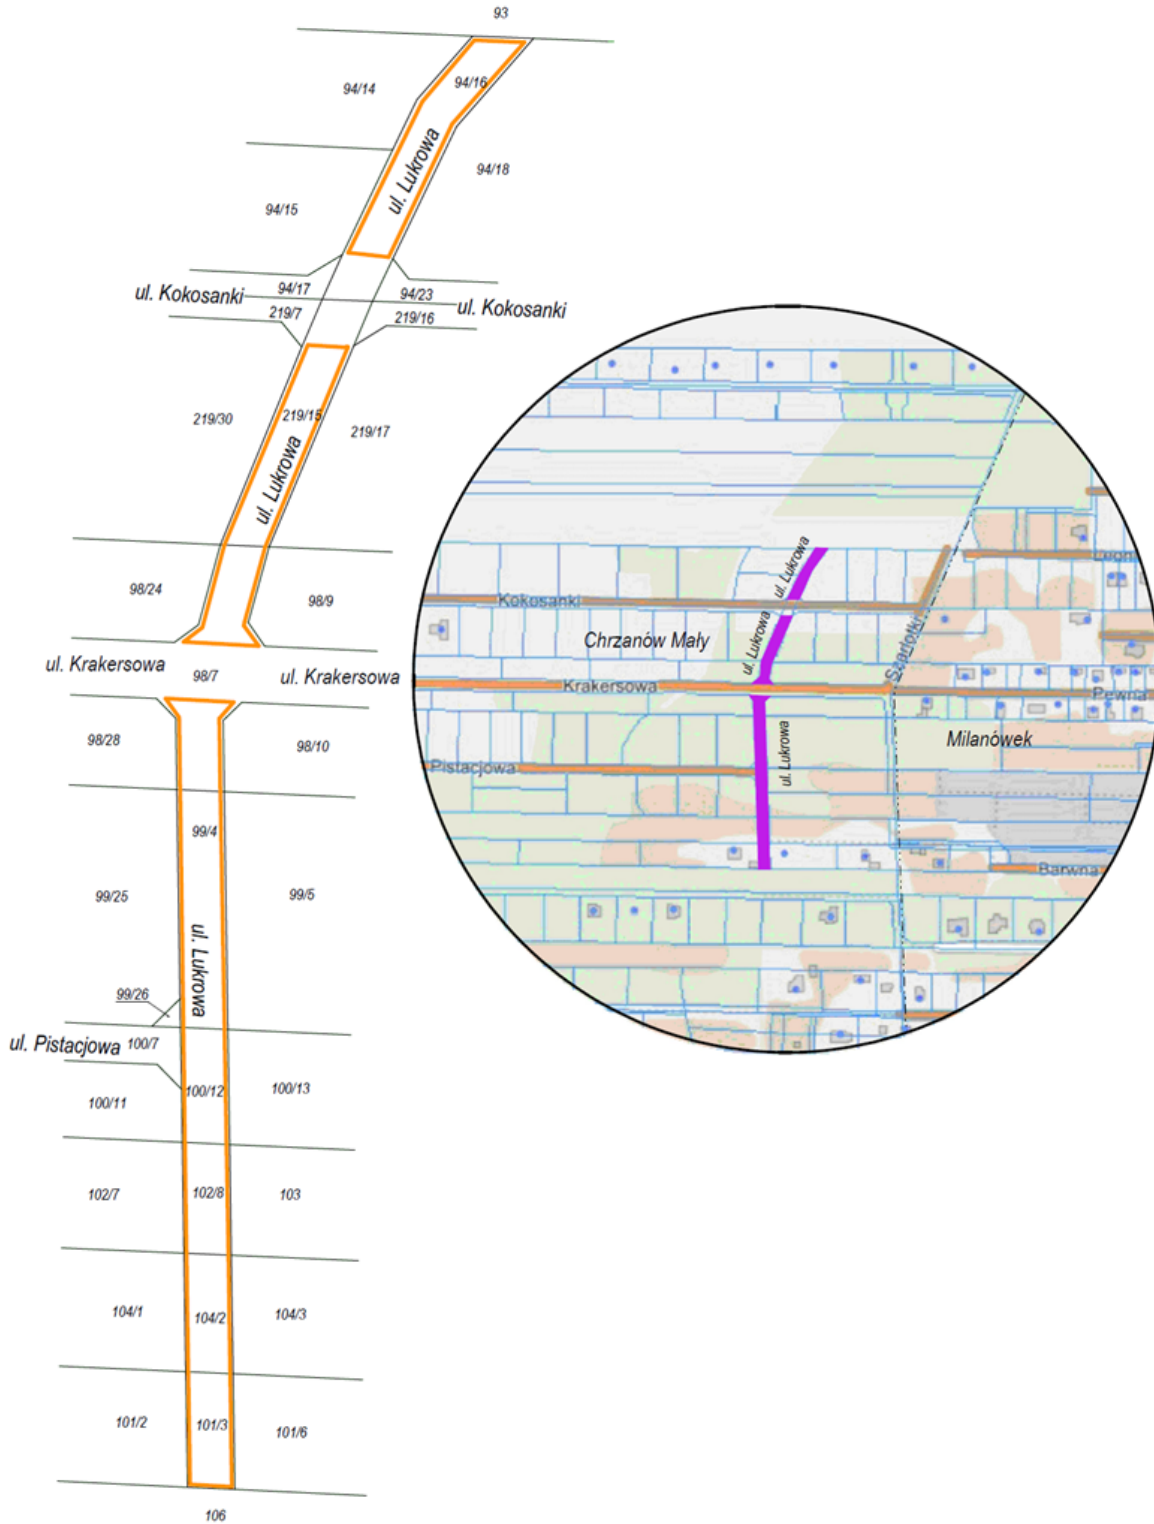 93
94/14
94/16
ul. Lukrowa
94/18
94/15
94/17
94/23
ul. Kokosanki
ul. Kokosanki
219/7
219/16
219/30
219/15
219/17
ul. Lukrowa
98/24
98/9
ul. Krakersowa
98/7
ul. Krakersowa
98/28
98/10
99/4
99/25
99/5
ul. Lukrowa
99/26
ul. Pistacjowa
100/7
100/11
100/12
100/13
102/7
102/8
103
104/1
104/2
104/3
101/2
101/3
101/6
106
ul. Lukrowa
Kokosanki
Chrzanów Mały
ul. Lukrowa
Szarlotki
Krakersowa
Pewna
ul. Lukrowa
Milanówek
Pistacjowa
Barwna